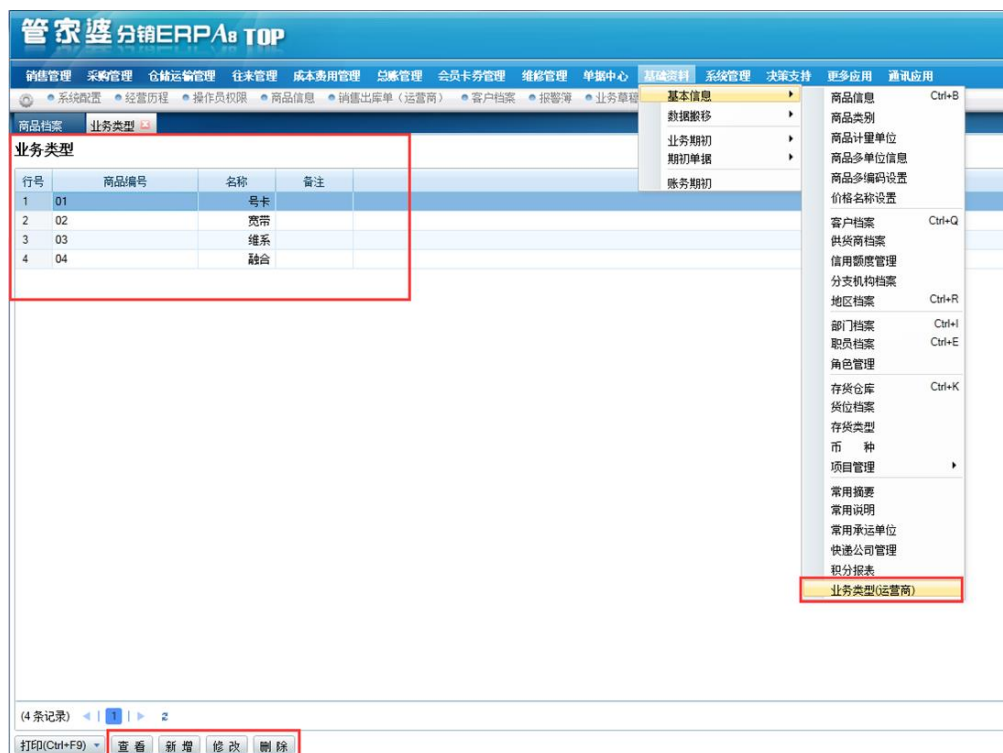 管家婆分销ERPA8 TOP
销售管理 采购管理 仓储运输管理 往来管理 成本费用管理 总账管理 会员卡券管理 维修管理 单据中心 基础资料 系统管理 决策支持 更多应用 通讯应用
系统配置 经营历程 操作员权限 商品信息 销售出库单（运营商） 客户档案 报警簿 业务草稿
商品档案 业务类型
业务类型
行号 商品编号 名称 备注
1 01 号卡
2 02 宽带
3 03 维系
4 04 融合
基本信息
数据搬移
业务期初
期初单据
账务期初
商品信息 Ctrl+B
商品类别
商品计量单位
商品多单位信息
商品多编码设置
价格名称设置
客户档案 Ctrl+Q
供货商档案
信用额度管理
分支机构档案
地区档案 Ctrl+R
部门档案 Ctrl+I
职员档案 Ctrl+E
角色管理
存货仓库 Ctrl+K
货位档案
存货类型
币 种
项目管理
常用摘要
常用说明
常用承运单位
快递公司管理
积分报表
业务类型(运营商)
(4 条记录) 1
打印(Ctrl+F9) 查看 新增 修改 删除